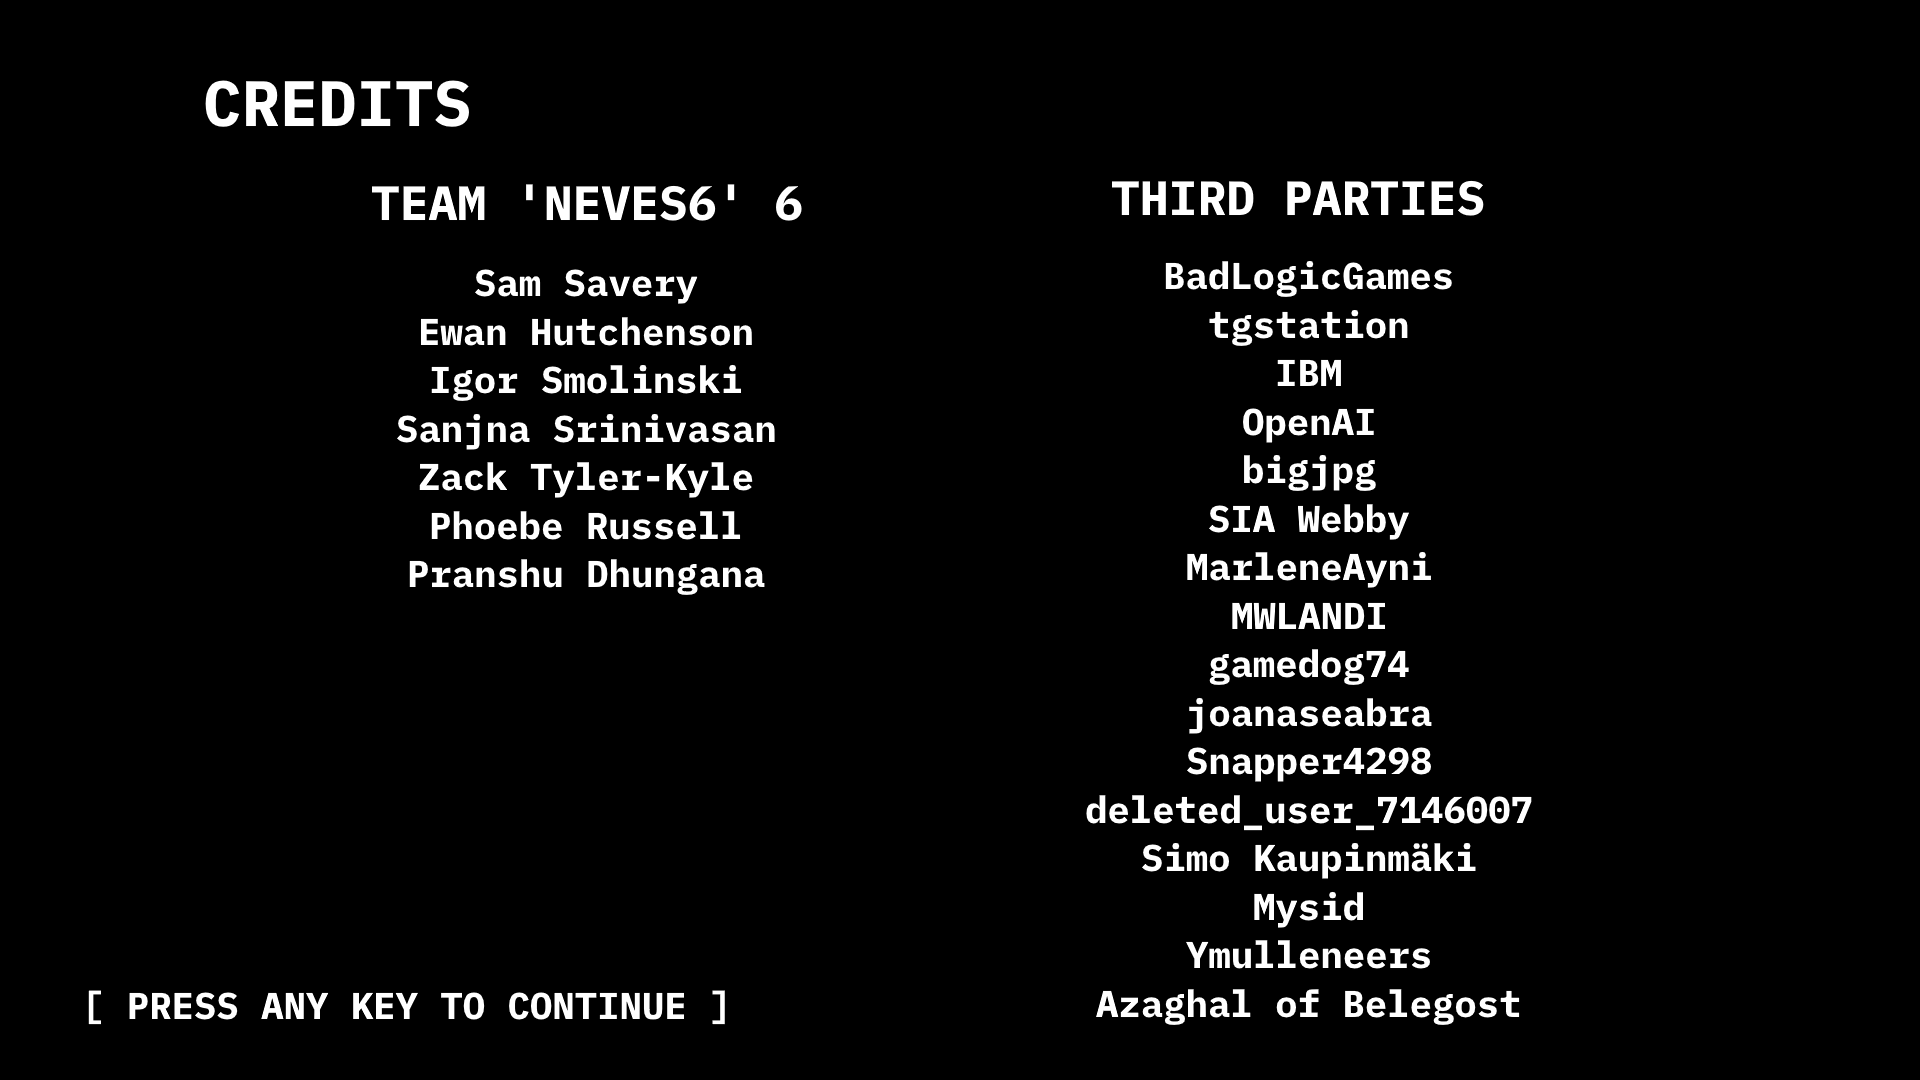 CREDITS
TEAM 'NEVES6' 6
Sam Savery
Ewan Hutchenson
Igor Smolinski
Sanjna Srinivasan
Zack Tyler-Kyle
Phoebe Russell
Pranshu Dhungana
THIRD PARTIES
BadLogicGames
tgstation
IBM
OpenAI
bigjpg
SIA Webby
MarleneAyni
MWLANDI
gamedog74
joanaseabra
Snapper4298
deleted_user_7146007
Simo Kaupinmäki
Mysid
Ymulleneers
Azaghal of Belegost
[ PRESS ANY KEY TO CONTINUE ]